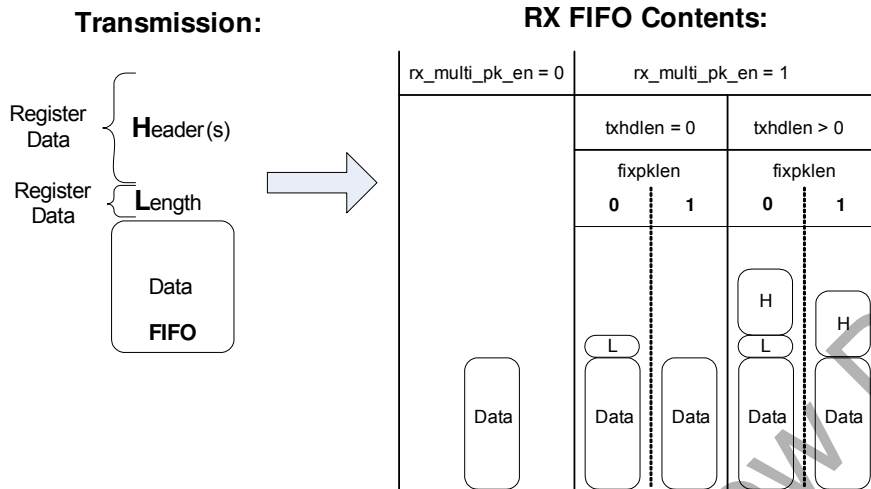 Transmission:
RX FIFO Contents:
Register
Data
Header(s)
Register
Data
Length
Data
FIFO
rx_multi_pk_en = 0
rx_multi_pk_en = 1
txhdlen = 0
txhdlen > 0
fixpklen
fixpklen
0
1
0
1
H
H
L
L
Data
Data
Data
Data
Data